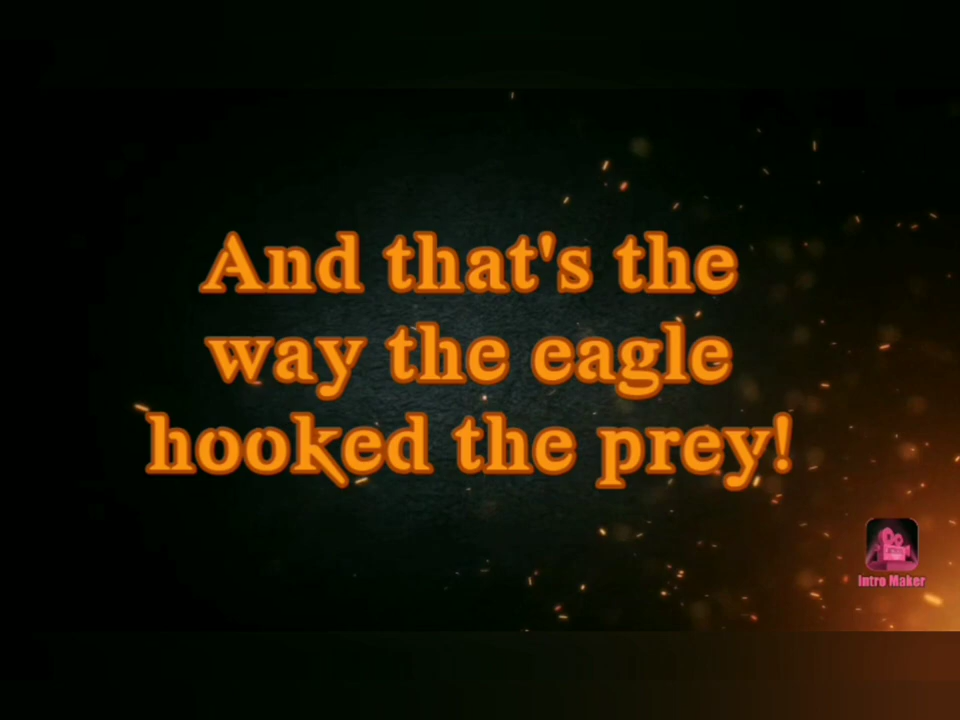 And that's the
way the eagle
hooked the prey!
Intro Maker